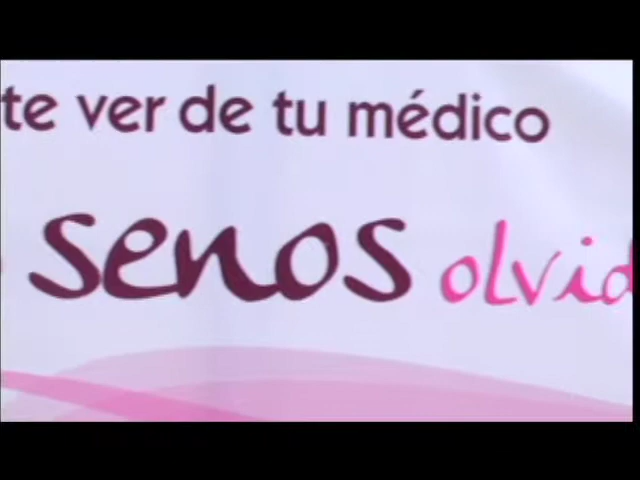 te ver de tu médico
senos olvid